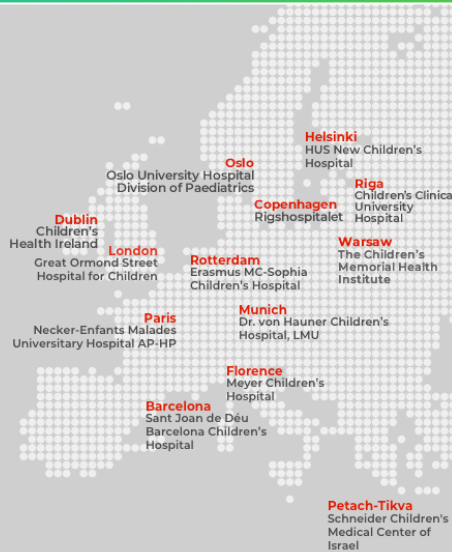 Helsinki
HUS New Children's
Hospital
Oslo
Oslo University Hospital
Division of Paediatrics
Riga
Children's Clinica
University
Hospital
Copenhagen
Rigshospitalet
Dublin
Children's
Health Ireland
London
Great Ormond Street
Hospital for Children
Warsaw
The Children's
Memorial Health
Institute
Rotterdam
Erasmus MC-Sophia
Children's Hospital
Paris
Necker-Enfants Malades
Universitary Hospital AP-HP
Munich
Dr. von Hauner Children's
Hospital, LMU
Florence
Meyer Children's
Hospital
Barcelona
Sant Joan de Déu
Barcelona Children's
Hospital
Petach-Tikva
Schneider Children's
Medical Center of
Israel